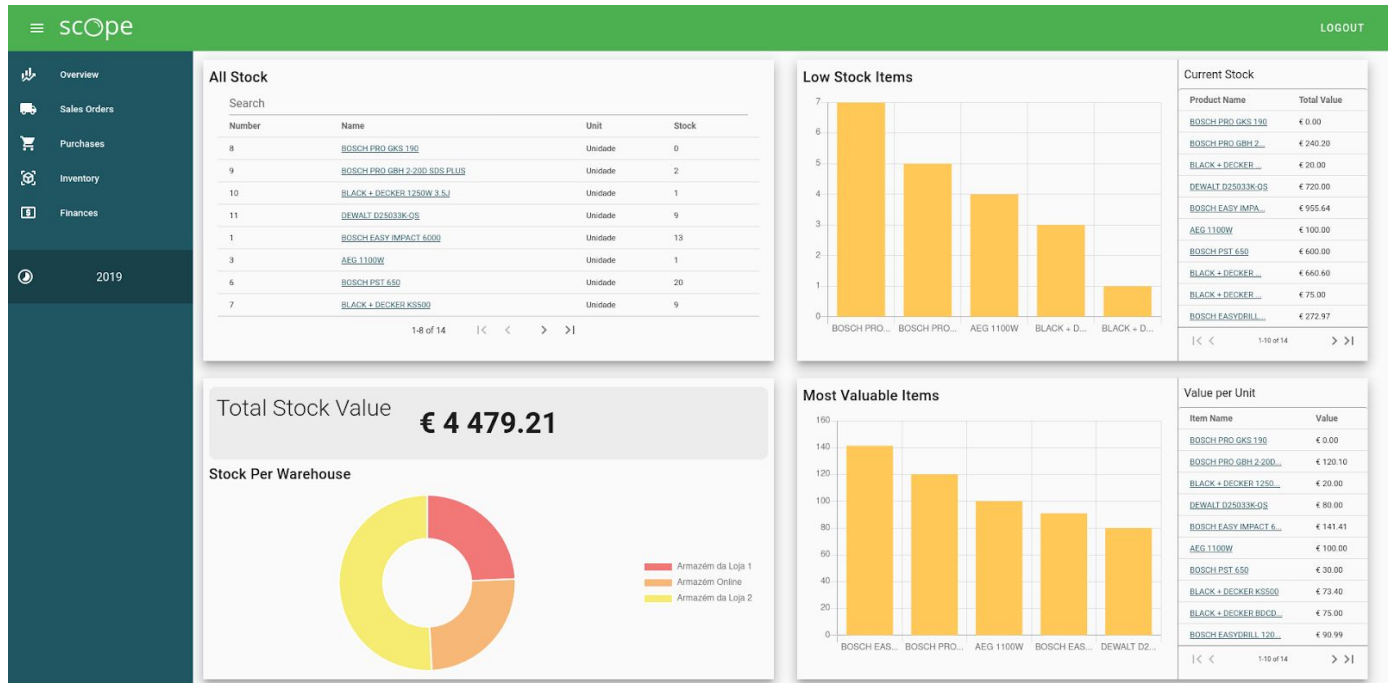 scope
LOGOUT
Overview
Sales Orders
Purchases
Inventory
Finances
2019
All Stock
Search
Number Name Unit Stock
8 BOSCH PRO GKS 190 Unidade 0
9 BOSCH PRO GBH 2-20D SDS PLUS Unidade 2
10 BLACK + DECKER 1250W 3.5J Unidade 1
11 DEWALT D25033K-QS Unidade 9
1 BOSCH EASY IMPACT 6000 Unidade 13
3 AEG 1100W Unidade 1
6 BOSCH PST 650 Unidade 20
7 BLACK + DECKER KS500 Unidade 9
1-8 of 14
Low Stock Items
7
6
5
4
3
2
1
0
BOSCH PRO... BOSCH PRO... AEG 1100W BLACK + D... BLACK + D...
Current Stock
Product Name Total Value
BOSCH PRO GKS 190 € 0.00
BOSCH PRO GBH 2... € 240.20
BLACK + DECKER ... € 20.00
DEWALT D25033K-QS € 720.00
BOSCH EASY IMPA... € 955.64
AEG 1100W € 100.00
BOSCH PST 650 € 600.00
BLACK + DECKER ... € 660.60
BLACK + DECKER ... € 75.00
BOSCH EASYDRILL... € 272.97
1-10 of 14
Total Stock Value € 4 479.21
Stock Per Warehouse
Armazém da Loja 1
Armazém Online
Armazém da Loja 2
Most Valuable Items
160
140
120
100
80
60
40
20
0
BOSCH EAS... BOSCH PRO... AEG 1100W BOSCH EAS... DEWALT D2...
Value per Unit
Item Name Value
BOSCH PRO GKS 190 € 0.00
BOSCH PRO GBH 2-20D... € 120.10
BLACK + DECKER 1250... € 20.00
DEWALT D25033K-QS € 80.00
BOSCH EASY IMPACT 6... € 141.41
AEG 1100W € 100.00
BOSCH PST 650 € 30.00
BLACK + DECKER KS500 € 73.40
BLACK + DECKER BDCD... € 75.00
BOSCH EASYDRILL 120... € 90.99
1-10 of 14